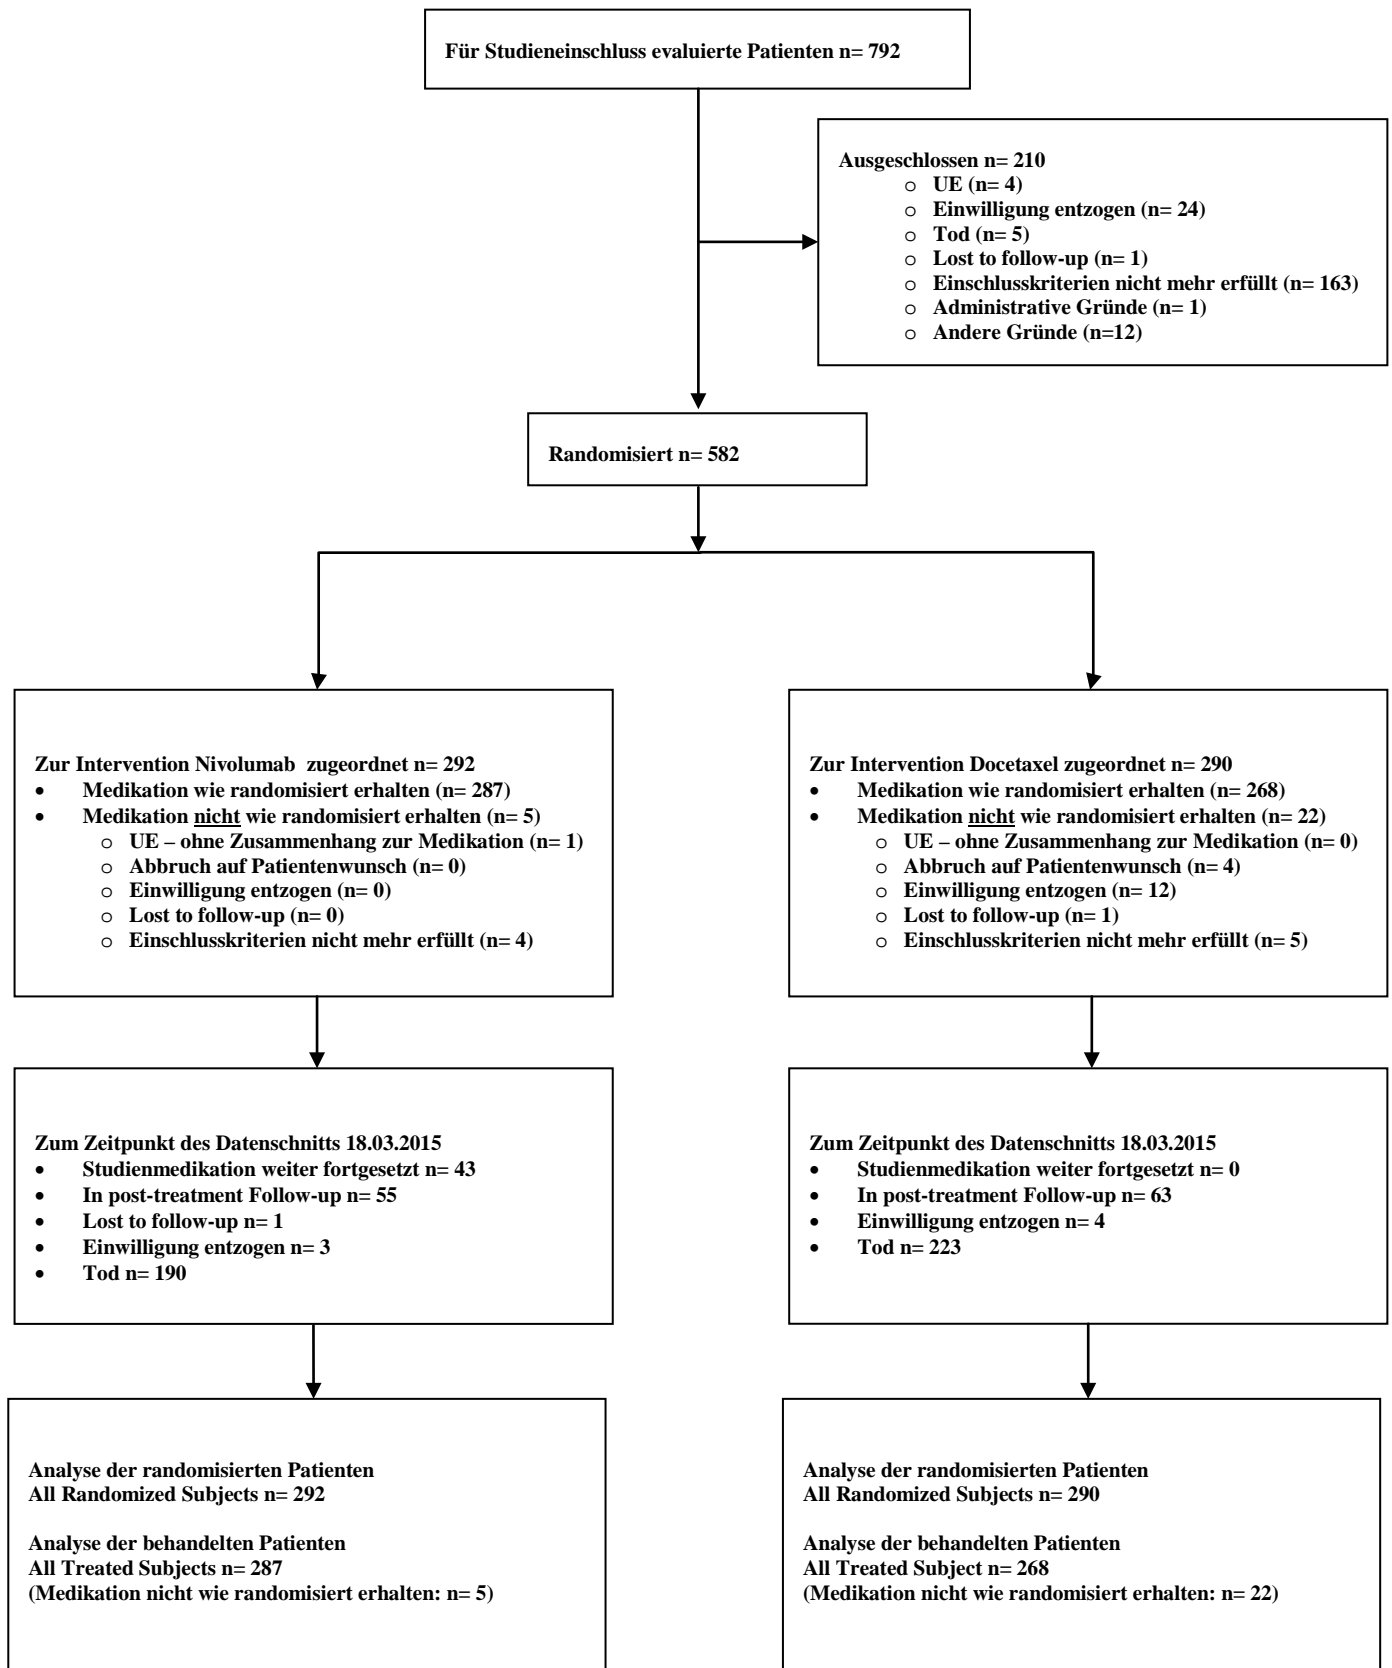 Für Studieneinschluss evaluierte Patienten n= 792
Ausgeschlossen n= 210
o UE (n= 4)
o Einwilligung entzogen (n= 24)
o Tod (n= 5)
o Lost to follow-up (n= 1)
o Einschlusskriterien nicht mehr erfüllt (n= 163)
o Administrative Gründe (n= 1)
o Andere Gründe (n=12)
Randomisiert n= 582
Zur Intervention Nivolumab zugeordnet n= 292
• Medikation wie randomisiert erhalten (n= 287)
• Medikation nicht wie randomisiert erhalten (n= 5)
o UE – ohne Zusammenhang zur Medikation (n= 1)
o Abbruch auf Patientenwunsch (n= 0)
o Einwilligung entzogen (n= 0)
o Lost to follow-up (n= 0)
o Einschlusskriterien nicht mehr erfüllt (n= 4)
Zur Intervention Docetaxel zugeordnet n= 290
• Medikation wie randomisiert erhalten (n= 268)
• Medikation nicht wie randomisiert erhalten (n= 22)
o UE – ohne Zusammenhang zur Medikation (n= 0)
o Abbruch auf Patientenwunsch (n= 4)
o Einwilligung entzogen (n= 12)
o Lost to follow-up (n= 1)
o Einschlusskriterien nicht mehr erfüllt (n= 5)
Zum Zeitpunkt des Datenschnitts 18.03.2015
• Studienmedikation weiter fortgesetzt n= 43
• In post-treatment Follow-up n= 55
• Lost to follow-up n= 1
• Einwilligung entzogen n= 3
• Tod n= 190
Zum Zeitpunkt des Datenschnitts 18.03.2015
• Studienmedikation weiter fortgesetzt n= 0
• In post-treatment Follow-up n= 63
• Einwilligung entzogen n= 4
• Tod n= 223
Analyse der randomisierten Patienten
All Randomized Subjects n= 292
Analyse der behandelten Patienten
All Treated Subjects n= 287
(Medikation nicht wie randomisiert erhalten: n= 5)
Analyse der randomisierten Patienten
All Randomized Subjects n= 290
Analyse der behandelten Patienten
All Treated Subject n= 268
(Medikation nicht wie randomisiert erhalten: n= 22)